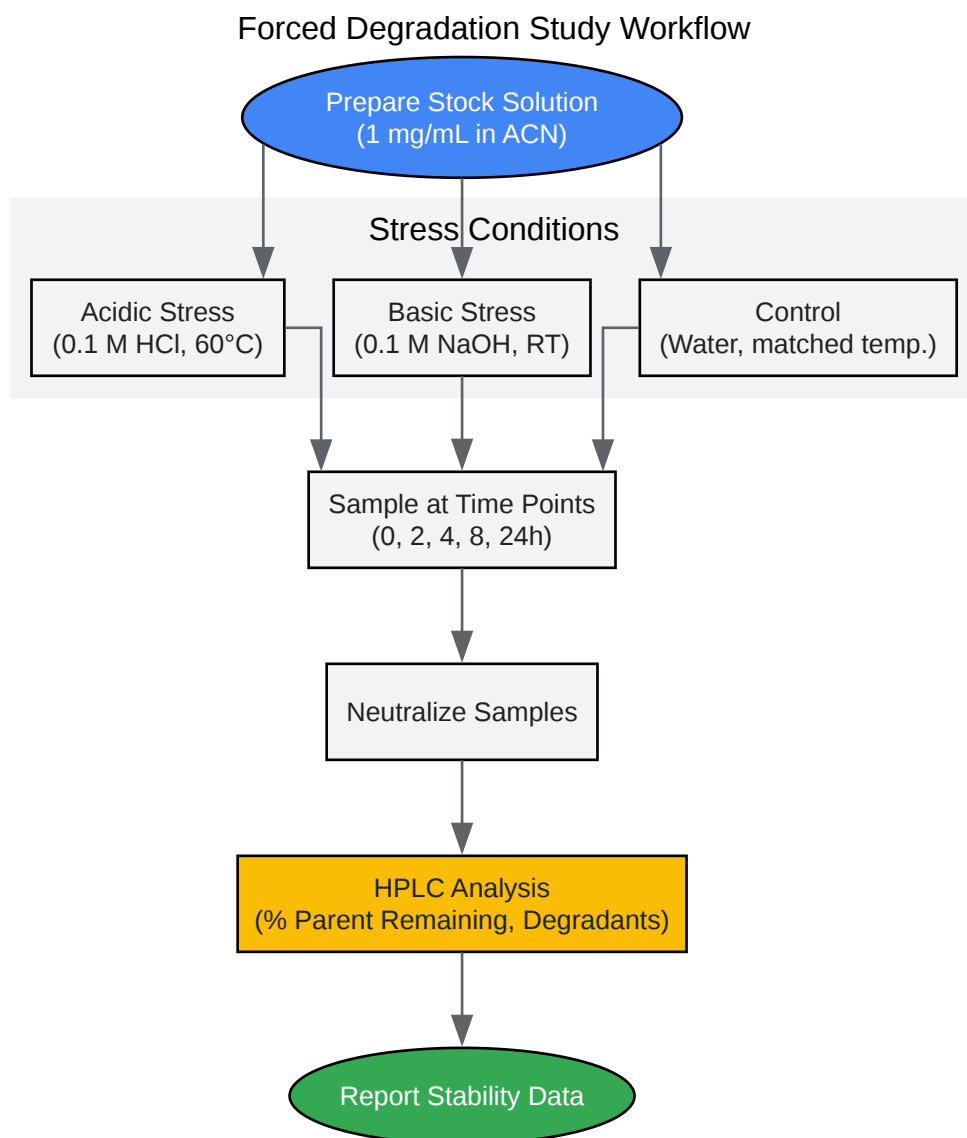 Forced Degradation Study Workflow
Prepare Stock Solution
(1 mg/mL in ACN)
Stress Conditions
Acidic Stress
(0.1 M HCl, 60°C)
Basic Stress
(0.1 M NaOH, RT)
Control
(Water, matched temp.)
Sample at Time Points
(0, 2, 4, 8, 24h)
Neutralize Samples
HPLC Analysis
(% Parent Remaining, Degradants)
Report Stability Data